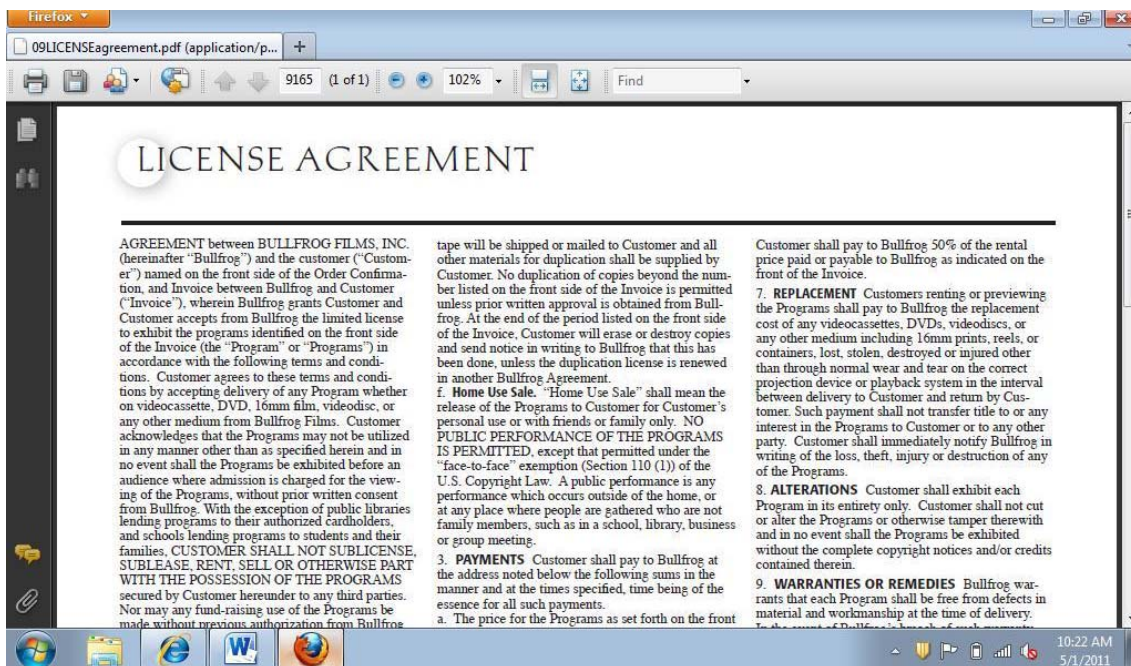 Firefox
09LICENSEagreement.pdf (application/p...
9165 (1 of 1) 102% Find
LICENSE AGREEMENT
AGREEMENT between BULLFROG FILMS, INC.
(hereinafter “Bullfrog”) and the customer (“Custom-
er”) named on the front side of the Order Confirma-
tion, and Invoice between Bullfrog and Customer
(“Invoice”), wherein Bullfrog grants Customer and
Customer accepts from Bullfrog the limited license
to exhibit the programs identified on the front side
of the Invoice (the “Program” or “Programs”) in
accordance with the following terms and condi-
tions. Customer agrees to these terms and condi-
tions by accepting delivery of any Program whether
on videocassette, DVD, 16mm film, videodisc, or
any other medium from Bullfrog Films. Customer
acknowledges that the Programs may not be utilized
in any manner other than as specified herein and in
no event shall the Programs be exhibited before an
audience where admission is charged for the view-
ing of the Programs, without prior written consent
from Bullfrog. With the exception of public libraries
lending programs to their authorized cardholders,
and schools lending programs to students and their
families, CUSTOMER SHALL NOT SUBLICENSE,
SUBLEASE, RENT, SELL OR OTHERWISE PART
WITH THE POSSESSION OF THE PROGRAMS
secured by Customer hereunder to any third parties.
Nor may any fund-raising use of the Programs be
made without previous authorization from Bullfrog
tape will be shipped or mailed to Customer and all
other materials for duplication shall be supplied by
Customer. No duplication of copies beyond the num-
ber listed on the front side of the Invoice is permitted
unless prior written approval is obtained from Bull-
frog. At the end of the period listed on the front side
of the Invoice, Customer will erase or destroy copies
and send notice in writing to Bullfrog that this has
been done, unless the duplication license is renewed
in another Bullfrog Agreement.
f. Home Use Sale. “Home Use Sale” shall mean the
release of the Programs to Customer for Customer’s
personal use or with friends or family only. NO
PUBLIC PERFORMANCE OF THE PROGRAMS
IS PERMITTED, except that permitted under the
“face-to-face” exemption (Section 110 (1)) of the
U.S. Copyright Law. A public performance is any
performance which occurs outside of the home, or
at any place where people are gathered who are not
family members, such as in a school, library, business
or group meeting.
3. PAYMENTS Customer shall pay to Bullfrog at
the address noted below the following sums in the
manner and at the times specified, time being of the
essence for all such payments.
a. The price for the Programs as set forth on the front
Customer shall pay to Bullfrog 50% of the rental
price paid or payable to Bullfrog as indicated on the
front of the Invoice.
7. REPLACEMENT Customers renting or previewing
the Programs shall pay to Bullfrog the replacement
cost of any videocassettes, DVDs, videodiscs, or
any other medium including 16mm prints, reels, or
containers, lost, stolen, destroyed or injured other
than through normal wear and tear on the correct
projection device or playback system in the interval
between delivery to Customer and return by Cus-
tomer. Such payment shall not transfer title to or any
interest in the Programs to Customer or to any other
party. Customer shall immediately notify Bullfrog in
writing of the loss, theft, injury or destruction of any
of the Programs.
8. ALTERATIONS Customer shall exhibit each
Program in its entirety only. Customer shall not cut
or alter the Programs or otherwise tamper therewith
and in no event shall the Programs be exhibited
without the complete copyright notices and/or credits
contained therein.
9. WARRANTIES OR REMEDIES Bullfrog war-
rants that each Program shall be free from defects in
material and workmanship at the time of delivery.
10:22 AM
5/1/2011